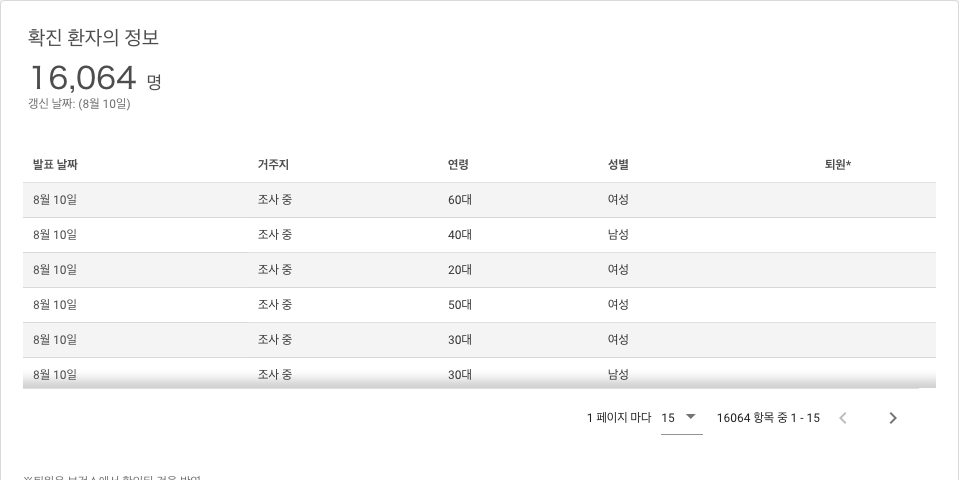 확진 환자의 정보
16,064 명
갱신 날짜: (8월 10일)
발표 날짜 거주지 연령 성별 퇴원*
8월 10일 조사 중 60대 여성
8월 10일 조사 중 40대 남성
8월 10일 조사 중 20대 여성
8월 10일 조사 중 50대 여성
8월 10일 조사 중 30대 여성
8월 10일 조사 중 30대 남성
1 페이지 마다 15 16064 항목 중 1 - 15